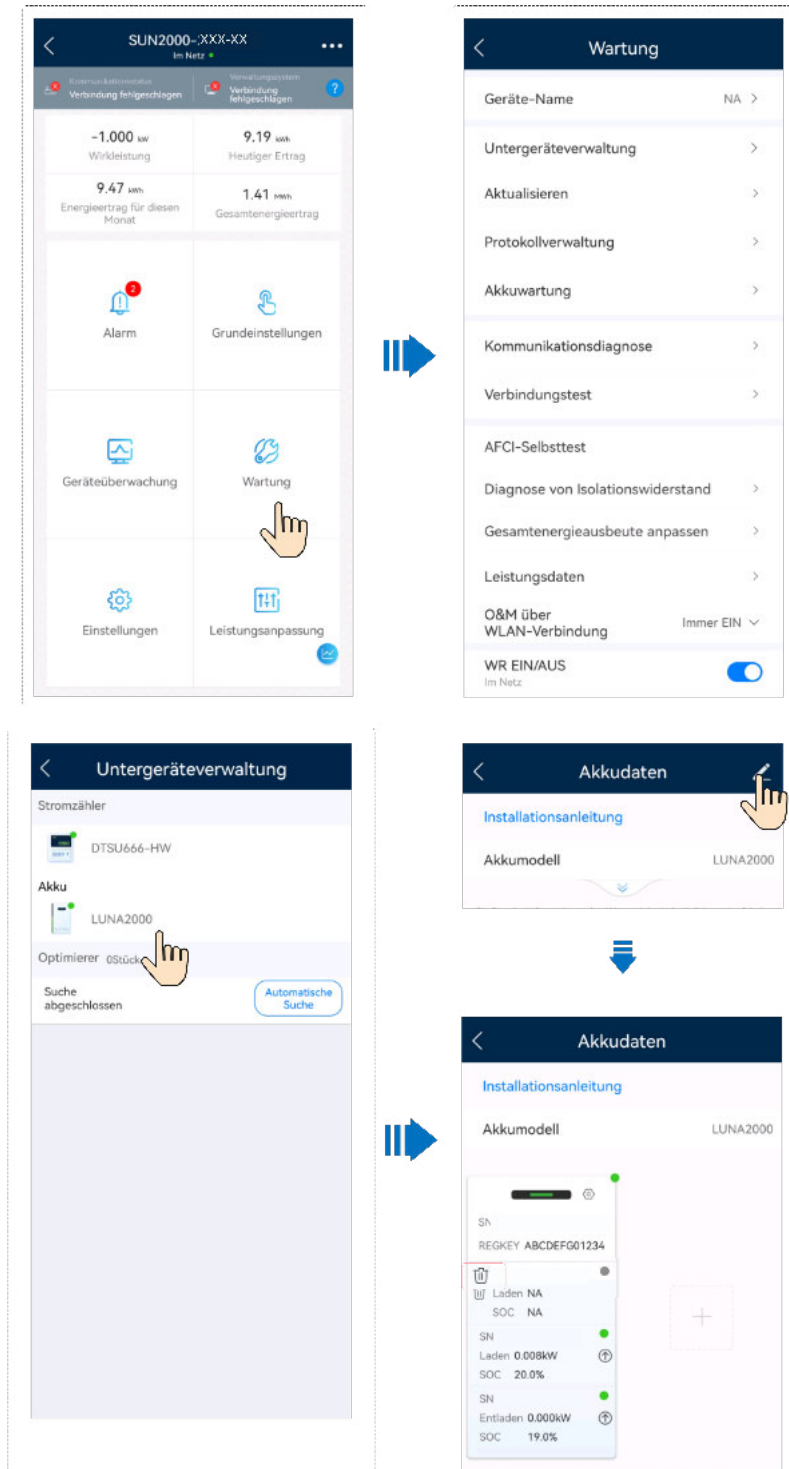 SUN2000-XXX-XX
Im Netz
Kommunikationsstatus
Verbindung fehlgeschlagen
Verwaltungssystem
Verbindung
fehlgeschlagen
?
-1.000 kW
Wirkleistung
9.19 kWh
Heutiger Ertrag
9.47 kWh
Energieertrag für diesen
Monat
1.41 MWh
Gesamtenergieertrag
2
Alarm
Grundeinstellungen
Geräteüberwachung
Wartung
Einstellungen
Leistungsanpassung
Wartung
Geräte-Name NA
Untergeräteverwaltung
Aktualisieren
Protokollverwaltung
Akkuwartung
Kommunikationsdiagnose
Verbindungstest
AFCI-Selbsttest
Diagnose von Isolationswiderstand
Gesamtenergieausbeute anpassen
Leistungsdaten
O&M über
WLAN-Verbindung
Immer EIN
WR EIN/AUS
Im Netz
Untergeräteverwaltung
Stromzähler
DTSU666-HW
Akku
LUNA2000
Optimierer 0Stück
Suche
abgeschlossen
Automatische
Suche
Akkudaten
Installationsanleitung
Akkumodell LUNA2000
Akkudaten
Installationsanleitung
Akkumodell LUNA2000
SN
REGKEY ABCDEFG01234
Laden NA
SOC NA
SN
Laden 0.008kW
SOC 20.0%
SN
Entladen 0.000kW
SOC 19.0%